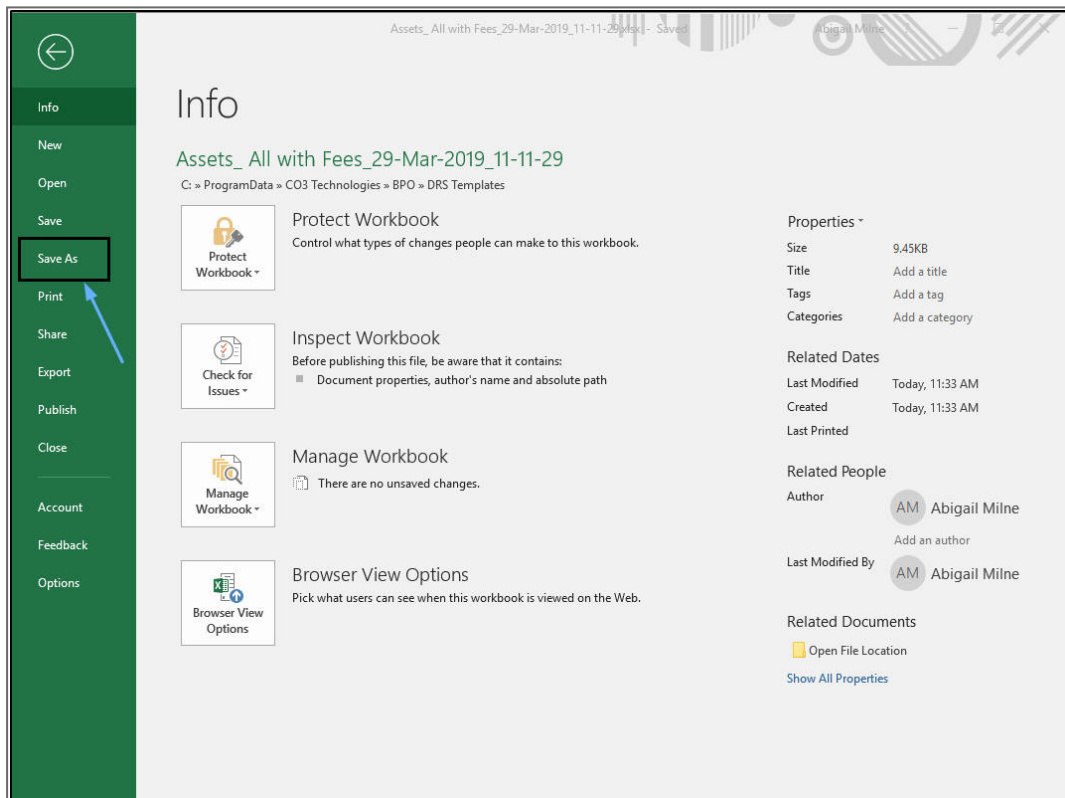 Assets_ All with Fees_29-Mar-2019_11-11-29.xlsx - Saved
Abigail Milne
Info
New
Open
Save
Save As
Print
Share
Export
Publish
Close
Account
Feedback
Options
Info
Assets_ All with Fees_29-Mar-2019_11-11-29
C: » ProgramData » CO3 Technologies » BPO » DRS Templates
Protect
Workbook
Protect Workbook
Control what types of changes people can make to this workbook.
Check for
Issues
Inspect Workbook
Before publishing this file, be aware that it contains:
Document properties, author's name and absolute path
Manage
Workbook
Manage Workbook
There are no unsaved changes.
Browser View
Options
Browser View Options
Pick what users can see when this workbook is viewed on the Web.
Properties
Size 9.45KB
Title Add a title
Tags Add a tag
Categories Add a category
Related Dates
Last Modified Today, 11:33 AM
Created Today, 11:33 AM
Last Printed
Related People
Author AM Abigail Milne
Add an author
Last Modified By AM Abigail Milne
Related Documents
Open File Location
Show All Properties